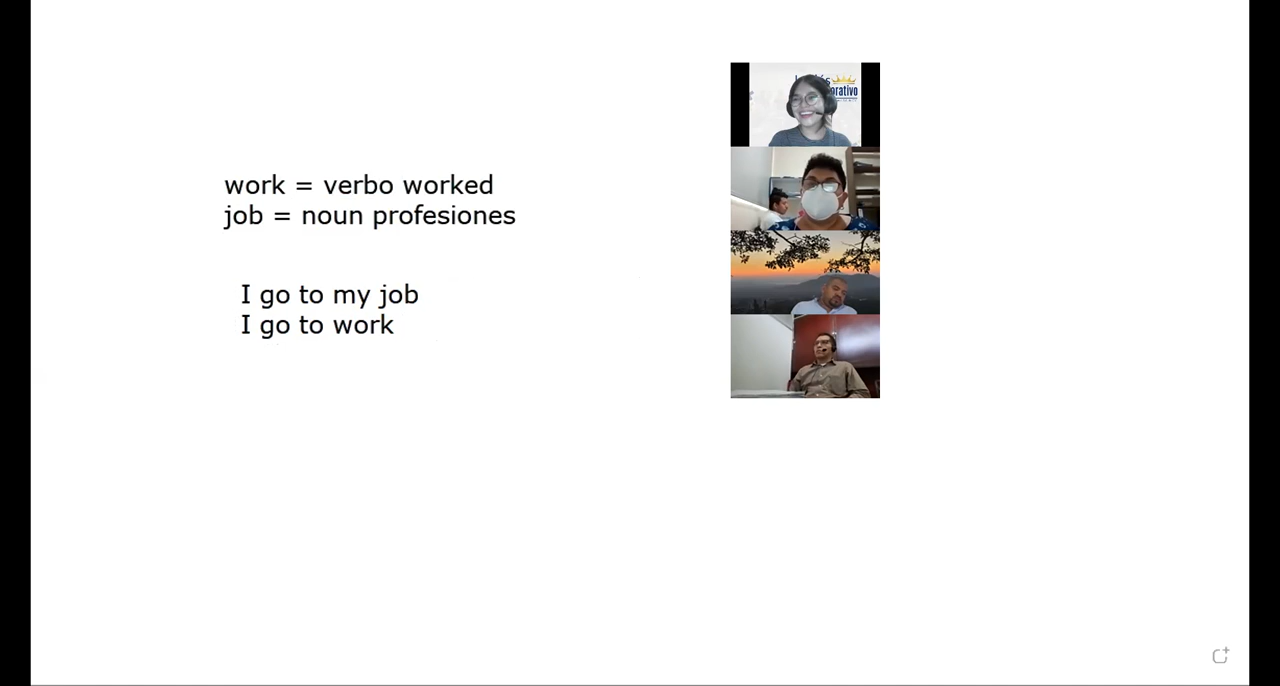 work = verbo worked
job = noun profesiones
I go to my job
I go to work